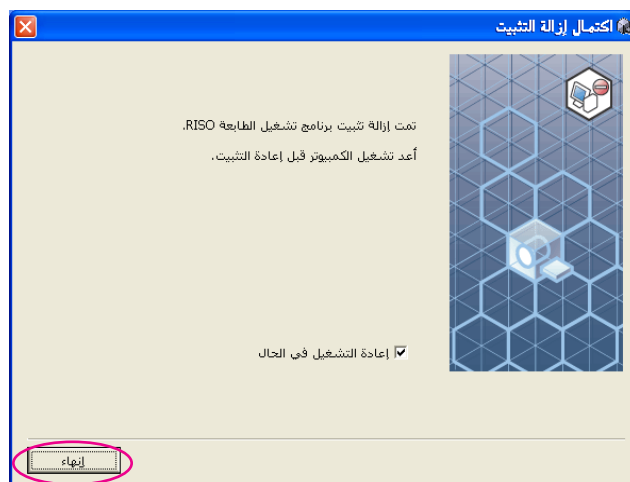 اكتمال إزالة التثبيت
تمت إزالة تثبيت برنامج تشغيل الطابعة RISO.
أعد تشغيل الكمبيوتر قبل إعادة التثبيت.
إعادة التشغيل في الحال
إنهاء